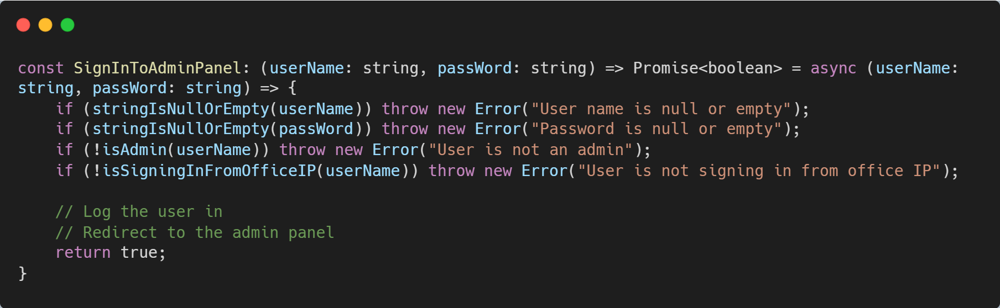 const SignInToAdminPanel: (userName: string, passWord: string) => Promise<boolean> = async (userName:
string, passWord: string) => {
    if (stringIsNullOrEmpty(userName)) throw new Error("User name is null or empty");
    if (stringIsNullOrEmpty(passWord)) throw new Error("Password is null or empty");
    if (!isAdmin(userName)) throw new Error("User is not an admin");
    if (!isSigningInFromOfficeIP(userName)) throw new Error("User is not signing in from office IP");

    // Log the user in
    // Redirect to the admin panel
    return true;
}